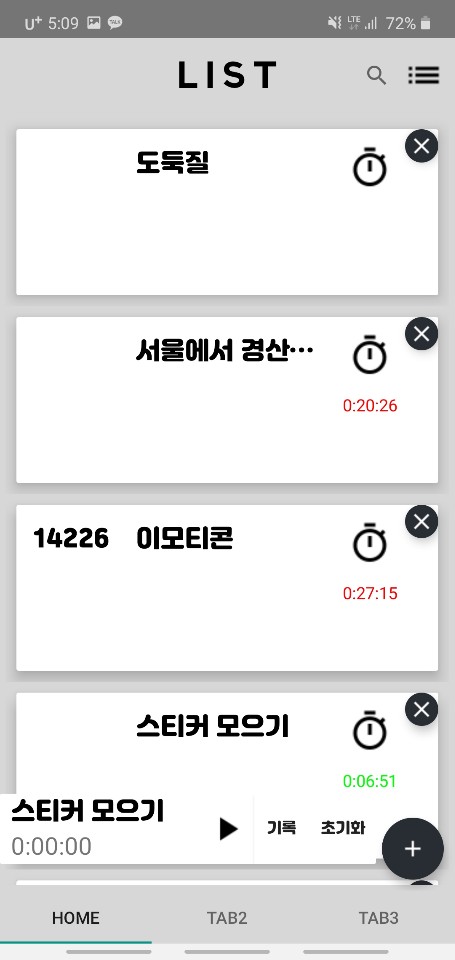 U+ 5:09 TALK LTE 72%
LIST
도둑질
서울에서 경산…
0:20:26
14226 이모티콘
0:27:15
스티커 모으기
0:06:51
스티커 모으기
0:00:00
기록 초기화
+
HOME TAB2 TAB3